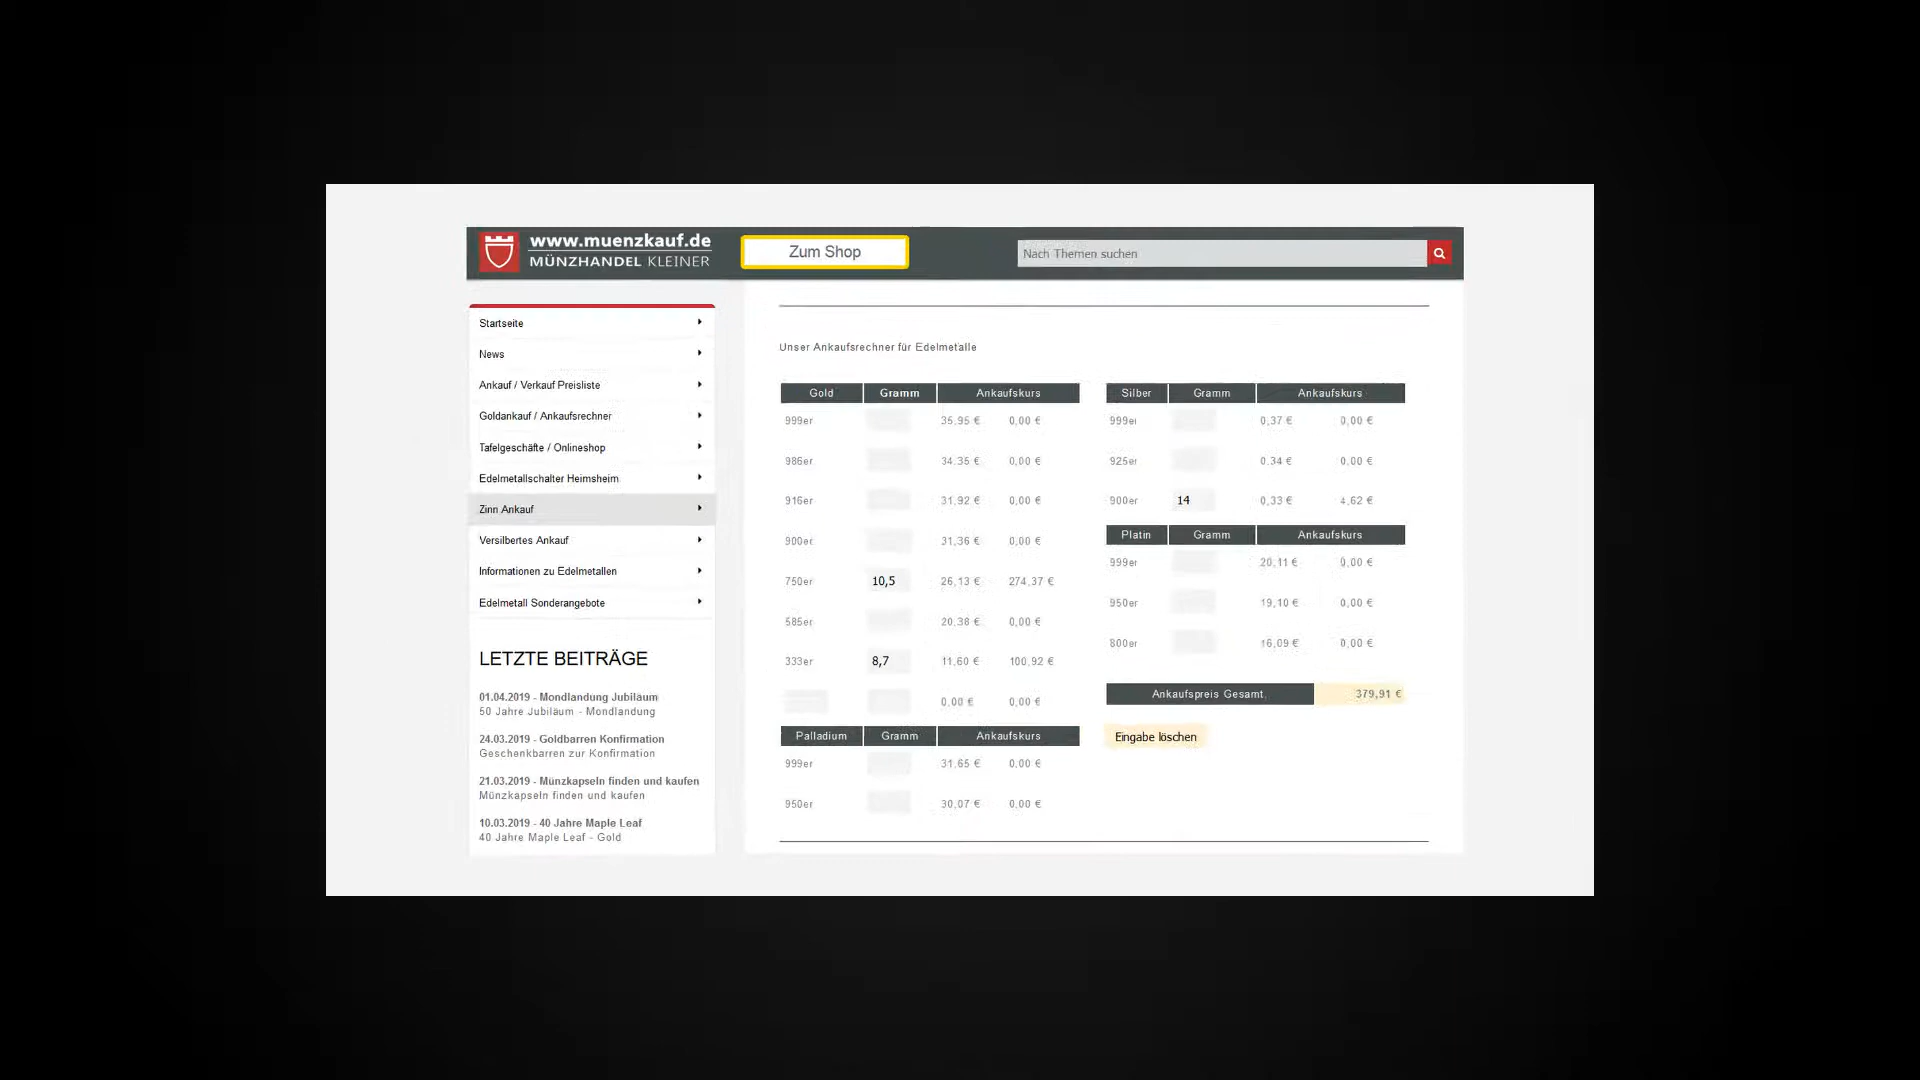 www.muenzkauf.de
MÜNZHANDEL KLEINER
Zum Shop
Nach Themen suchen
Startseite
News
Ankauf / Verkauf Preisliste
Goldankauf / Ankaufsrechner
Tafelgeschäfte / Onlineshop
Edelmetallschalter Heimsheim
Zinn Ankauf
Versilbertes Ankauf
Informationen zu Edelmetallen
Edelmetall Sonderangebote
LETZTE BEITRÄGE
01.04.2019 - Mondlandung Jubiläum
50 Jahre Jubiläum - Mondlandung
24.03.2019 - Goldbarren Konfirmation
Geschenkbarren zur Konfirmation
21.03.2019 - Münzkapseln finden und kaufen
Münzkapseln finden und kaufen
10.03.2019 - 40 Jahre Maple Leaf
40 Jahre Maple Leaf - Gold
Unser Ankaufsrechner für Edelmetalle
Gold Gramm Ankaufskurs
999er 35,95 € 0,00 €
986er 34,35 € 0,00 €
916er 31,92 € 0,00 €
900er 31,36 € 0,00 €
750er 10,5 26,13 € 274,37 €
585er 20,38 € 0,00 €
333er 8,7 11,60 € 100,92 €
0,00 € 0,00 €
Palladium Gramm Ankaufskurs
999er 31,65 € 0,00 €
950er 30,07 € 0,00 €
Silber Gramm Ankaufskurs
999er 0,37 € 0,00 €
925er 0,34 € 0,00 €
900er 14 0,33 € 4,62 €
Platin Gramm Ankaufskurs
999er 20,11 € 0,00 €
950er 19,10 € 0,00 €
800er 16,09 € 0,00 €
Ankaufspreis Gesamt: 379,91 €
Eingabe löschen